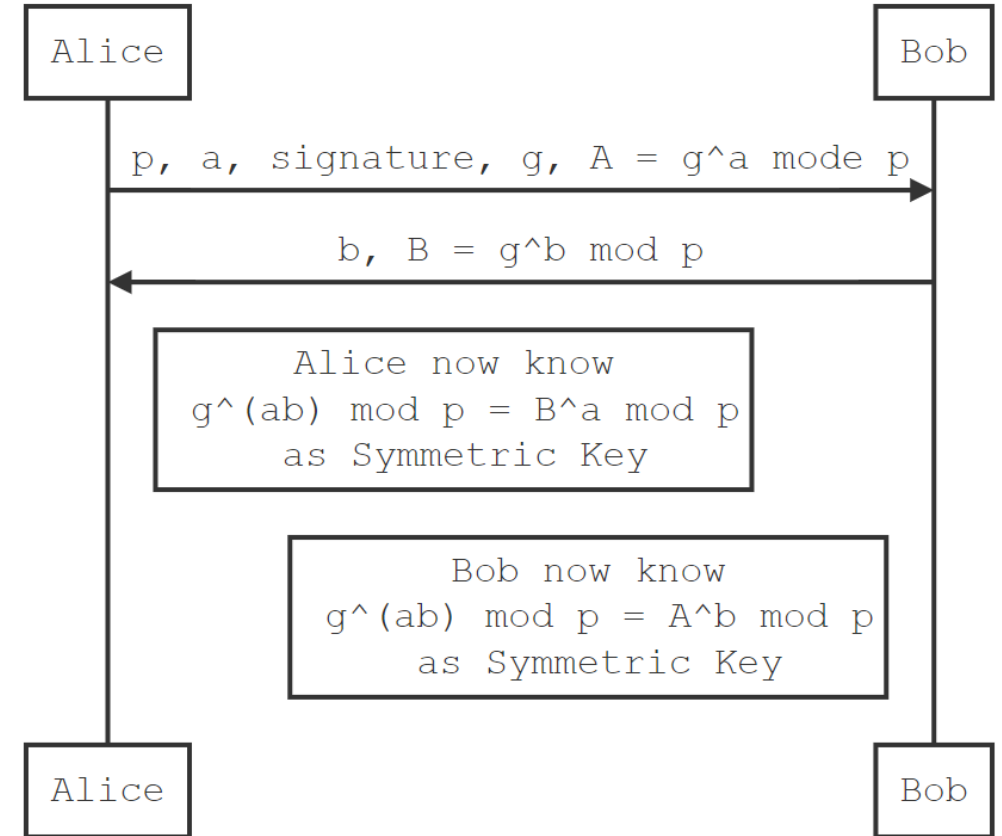 Alice
Bob
p, a, signature, g, A = g^a mode p
b, B = g^b mod p
Alice now know
g^(ab) mod p = B^a mod p
as Symmetric Key
Bob now know
g^(ab) mod p = A^b mod p
as Symmetric Key
Alice
Bob